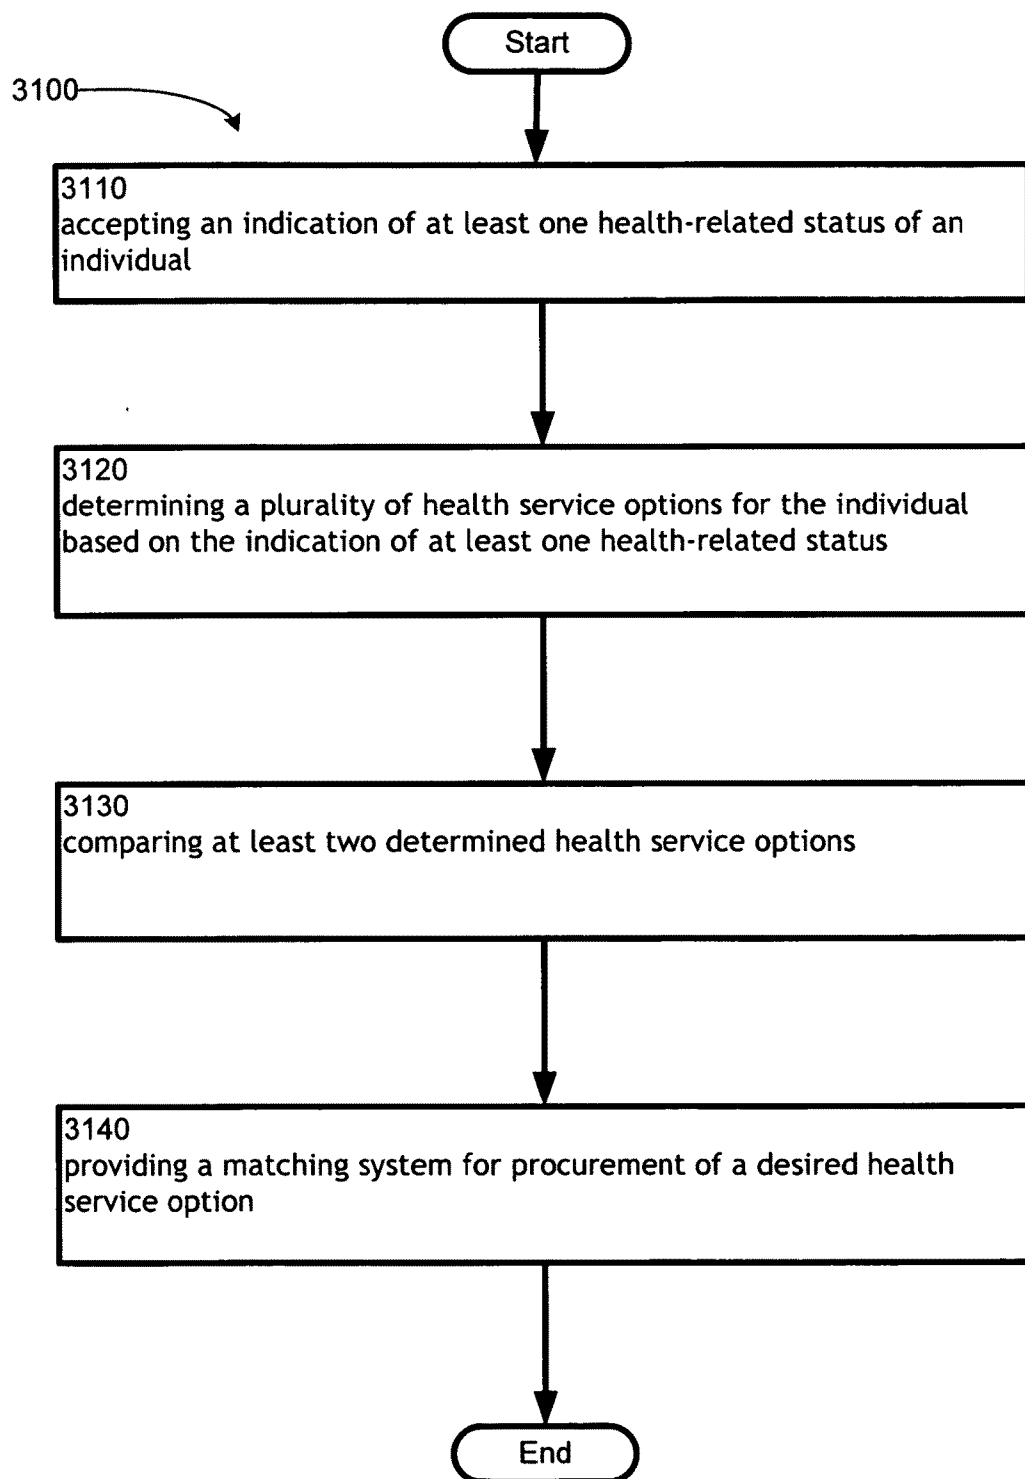 Start
3100
3110
accepting an indication of at least one health-related status of an
individual
3120
determining a plurality of health service options for the individual
based on the indication of at least one health-related status
3130
comparing at least two determined health service options
3140
providing a matching system for procurement of a desired health
service option
End